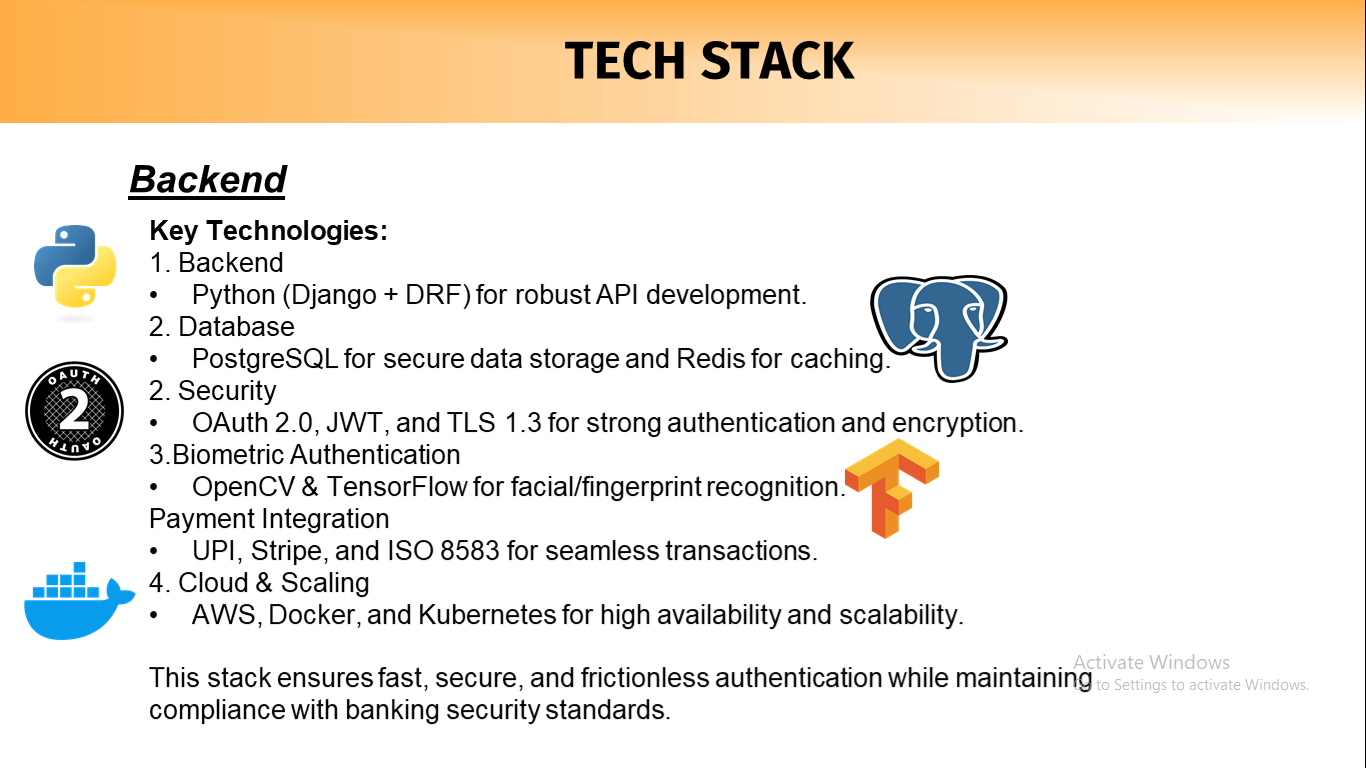 TECH STACK
Backend
Key Technologies:
1. Backend
• Python (Django + DRF) for robust API development.
2. Database
• PostgreSQL for secure data storage and Redis for caching.
2. Security
• OAuth 2.0, JWT, and TLS 1.3 for strong authentication and encryption.
3.Biometric Authentication
• OpenCV & TensorFlow for facial/fingerprint recognition.
Payment Integration
• UPI, Stripe, and ISO 8583 for seamless transactions.
4. Cloud & Scaling
• AWS, Docker, and Kubernetes for high availability and scalability.
This stack ensures fast, secure, and frictionless authentication while maintaining
compliance with banking security standards.
OAUTH
2
OAUTH
Activate Windows
Go to Settings to activate Windows.